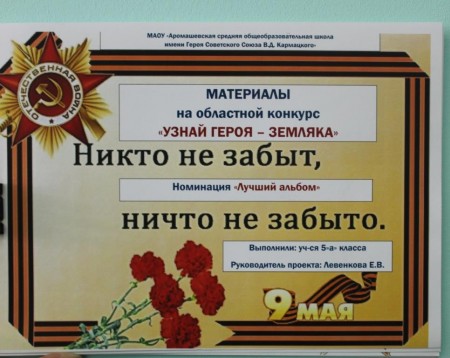 МАОУ «Аромашевская средняя общеобразовательная школа
имени Героя Советского Союза В.Д. Кармацкого»
ОТЕЧЕСТВЕННАЯ ВОЙНА
МАТЕРИАЛЫ
на областной конкурс
«УЗНАЙ ГЕРОЯ – ЗЕМЛЯКА»
Никто не забыт,
Номинация «Лучший альбом»
ничто не забыто.
Выполнили: уч-ся 5«а» класса
Руководитель проекта: Левенкова Е.В.
9 МАЯ